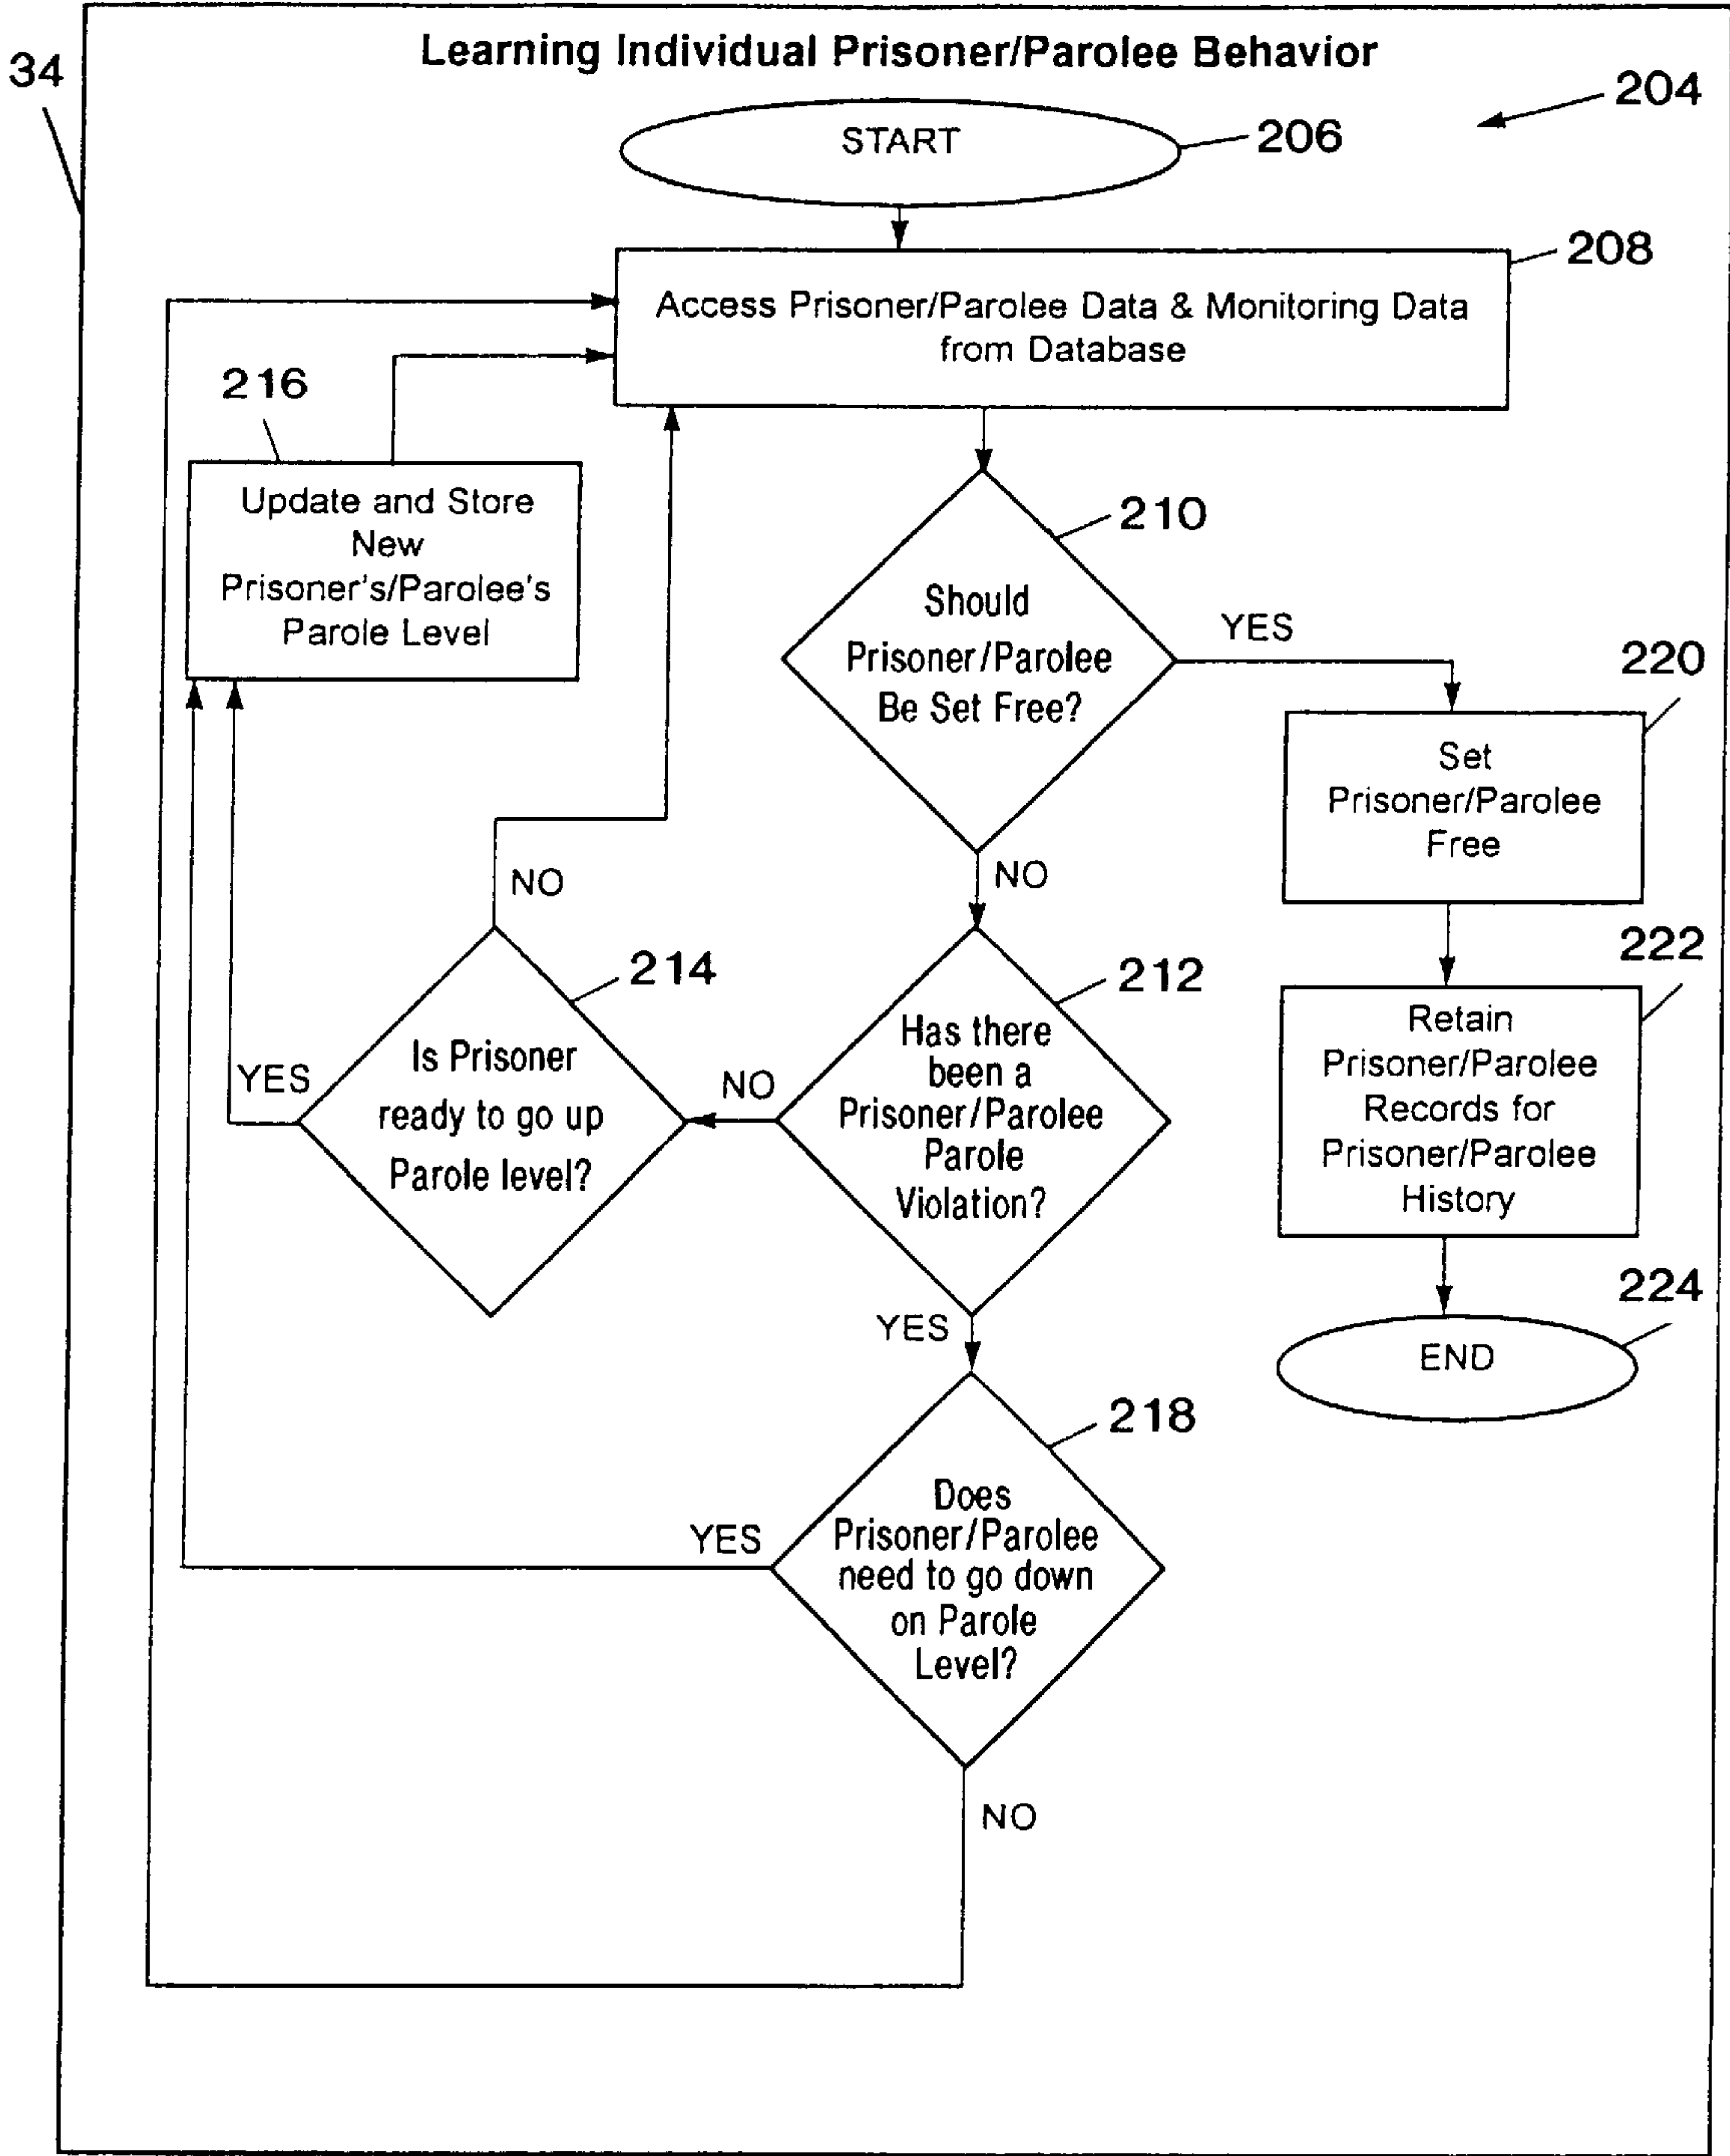 Learning Individual Prisoner/Parolee Behavior
34
204
START
206
208
Access Prisoner/Parolee Data & Monitoring Data
from Database
216
Update and Store
New
Prisoner's/Parolee's
Parole Level
210
Should
Prisoner/Parolee
Be Set Free?
YES
220
Set
Prisoner/Parolee
Free
NO
NO
214
Is Prisoner
ready to go up
Parole level?
YES
NO
212
Has there
been a
Prisoner/Parolee
Parole
Violation?
222
Retain
Prisoner/Parolee
Records for
Prisoner/Parolee
History
YES
224
END
218
Does
Prisoner/Parolee
need to go down
on Parole
Level?
YES
NO